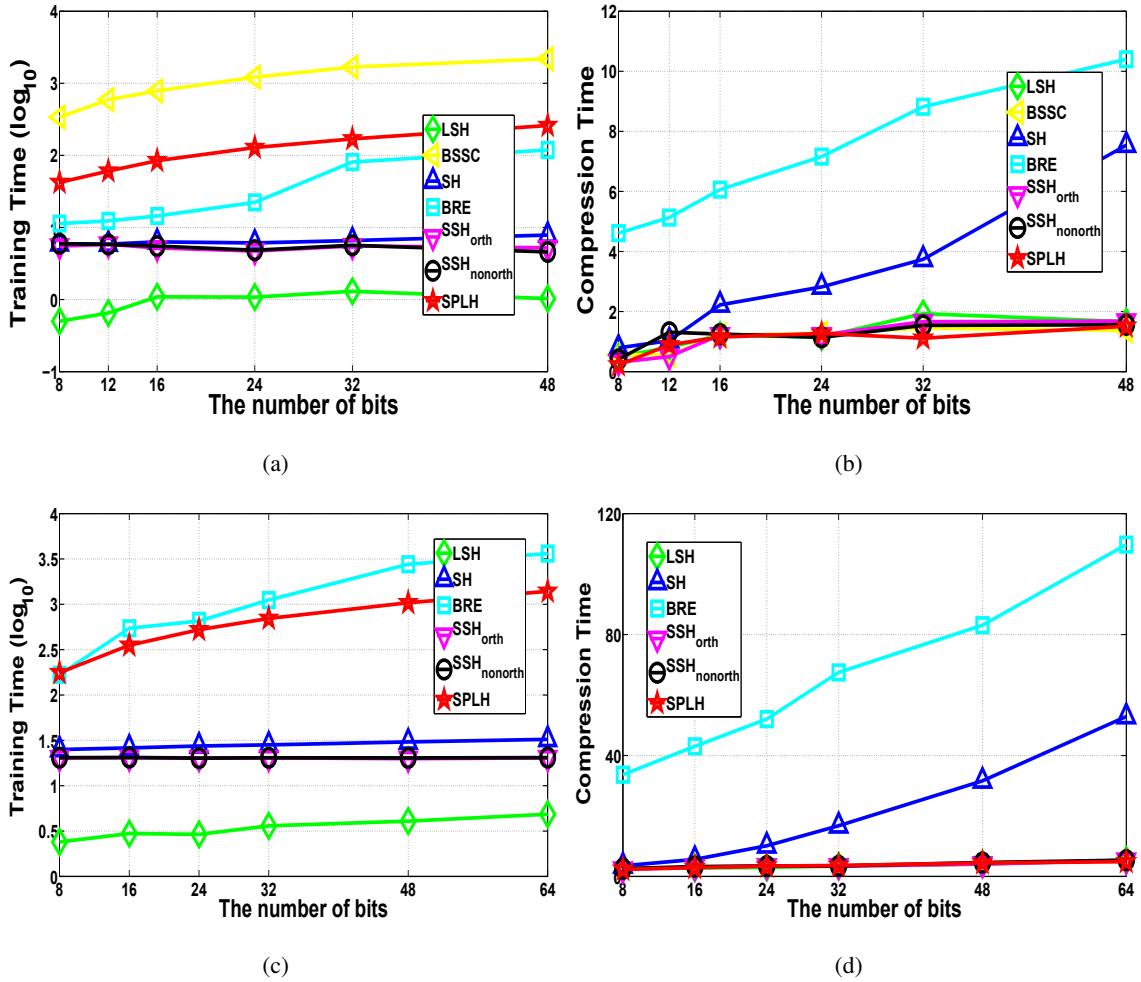 4
3
2
1
0
−1
8
12
16
24
32
48
Training Time (log10)
The number of bits
LSH
BSSC
SH
BRE
SSHorth
SSHnonorth
SPLH
(a)
12
10
8
6
4
2
0
8
12
16
24
32
48
Compression Time
The number of bits
LSH
BSSC
SH
BRE
SSHorth
SSHnonorth
SPLH
(b)
4
3.5
3
2.5
2
1.5
1
0.5
0
8
16
24
32
48
64
Training Time (log10)
The number of bits
LSH
SH
BRE
SSHorth
SSHnonorth
SPLH
(c)
120
80
40
0
8
16
24
32
48
64
Compression Time
The number of bits
LSH
SH
BRE
SSHorth
SSHnonorth
SPLH
(d)